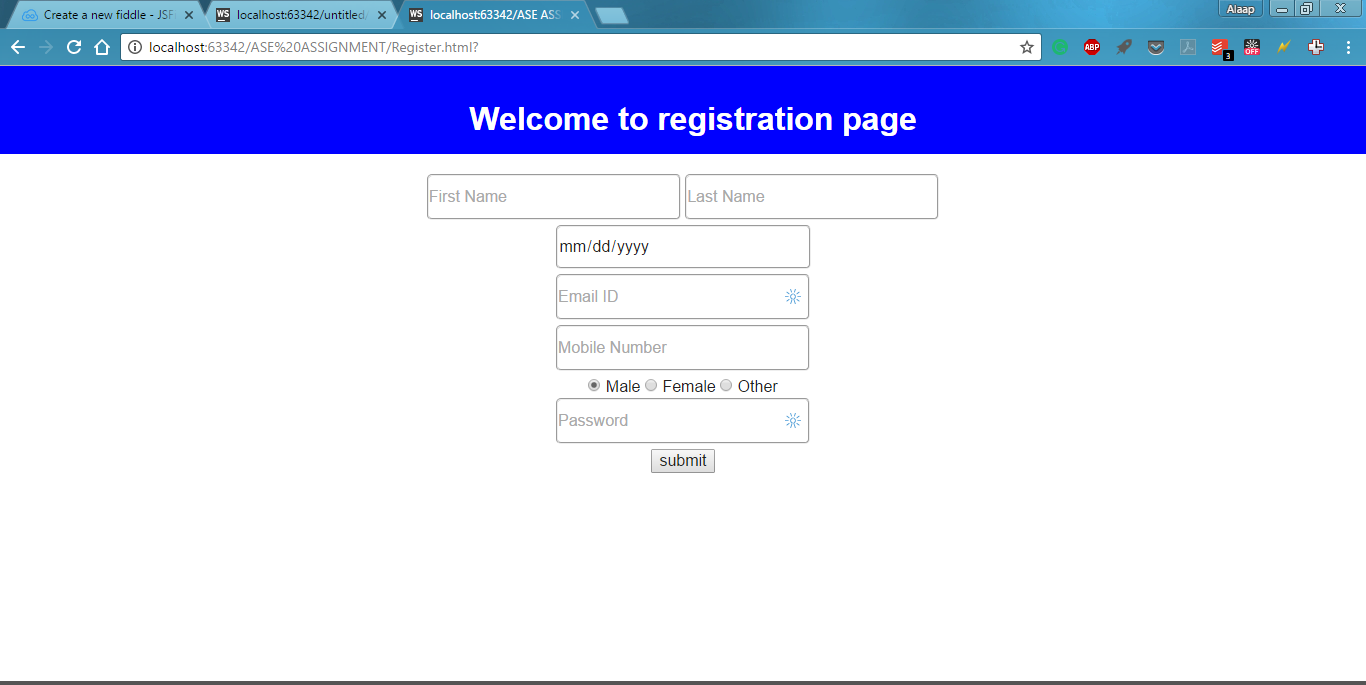 Create a new fiddle - JSF
localhost:63342/untitled/
localhost:63342/ASE ASS
Alaap
localhost:63342/ASE%20ASSIGNMENT/Register.html?
ABP
3
OFF
Welcome to registration page
First Name Last Name
mm/dd/yyyy
Email ID
Mobile Number
Male Female Other
Password
submit